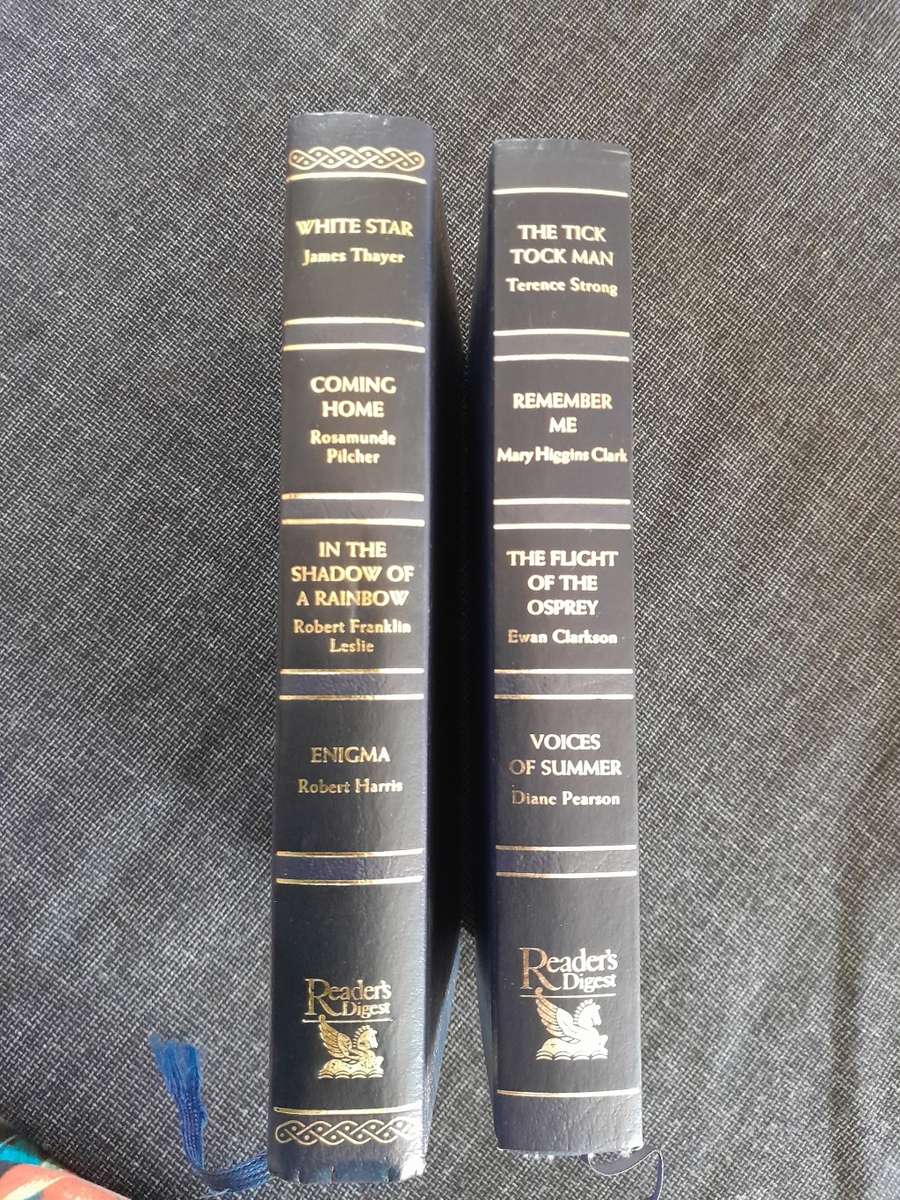 WHITE STAR
James Thayer
COMING
HOME
Rosamunde
Pilcher
IN THE
SHADOW OF
A RAINBOW
Robert Franklin
Leslie
ENIGMA
Robert Harris
Reader's
Digest
THE TICK
TOCK MAN
Terence Strong
REMEMBER
ME
Mary Higgins Clark
THE FLIGHT
OF THE
OSPREY
Ewan Clarkson
VOICES
OF SUMMER
Diane Pearson
Reader's
Digest